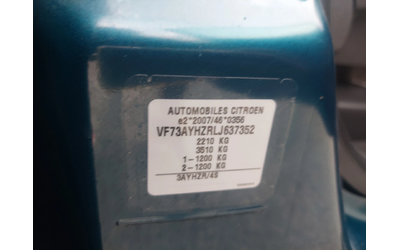 AUTOMOBILES CITROEN
e2*2007/46*0356
VF73AYHZRLJ637352
2210 KG
3510 KG
1-1200 KG
2-1200 KG
3AYHZR/45